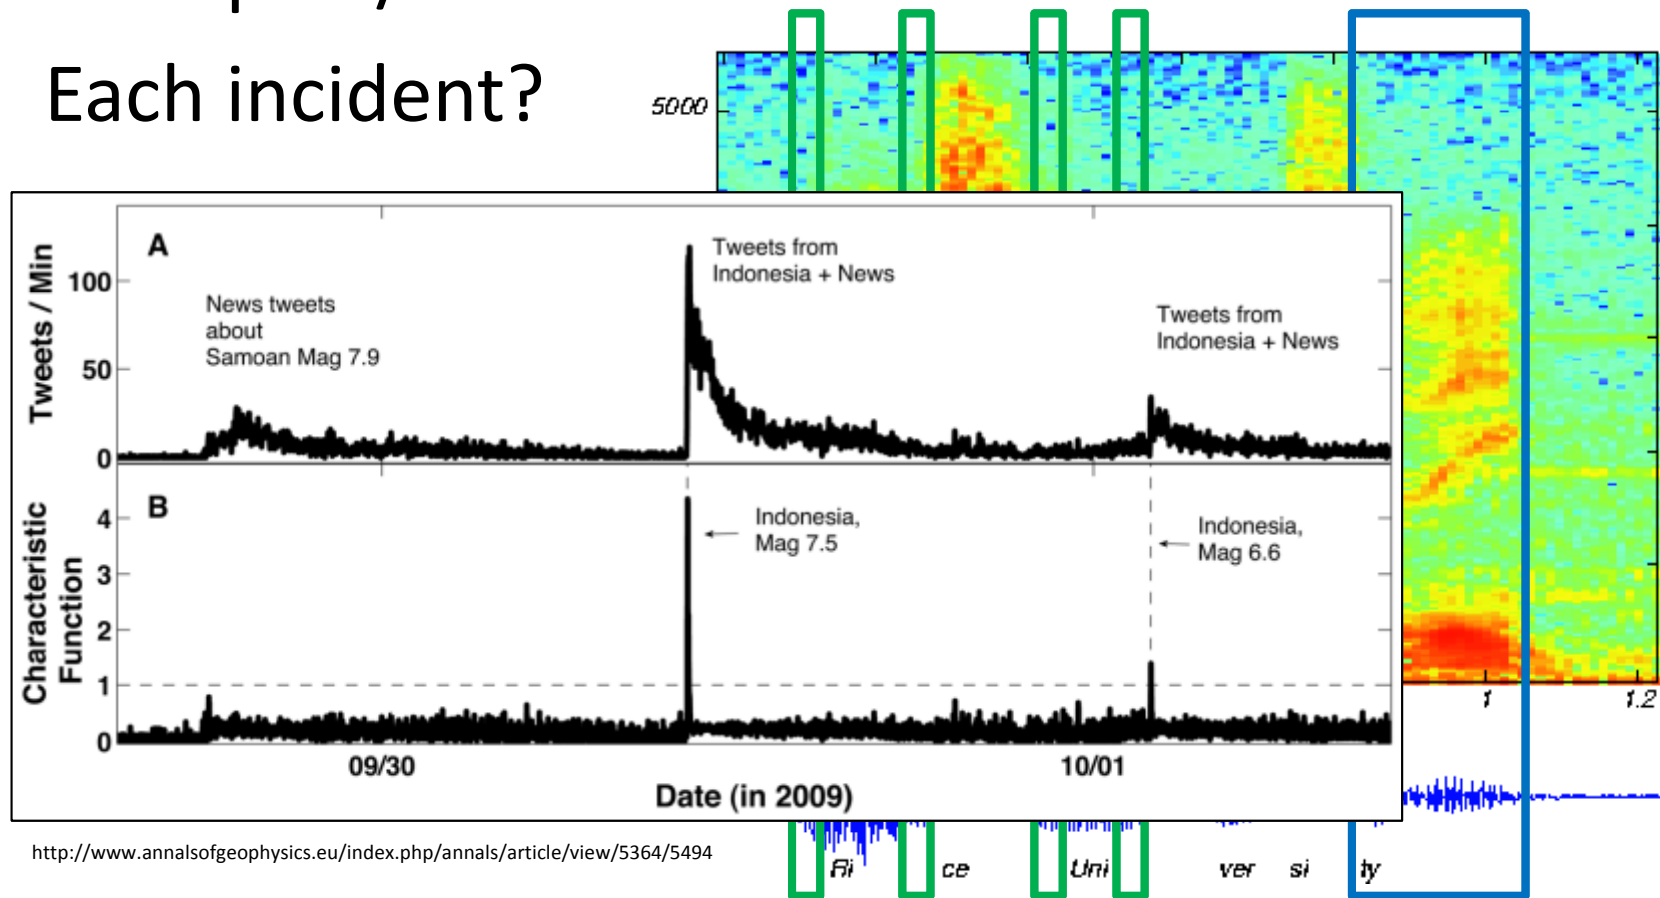 Each incident?
5000
A
Tweets from
Indonesia + News
News tweets
about
Samoan Mag 7.9
Tweets from
Indonesia + News
Tweets / Min
100
50
0
B
Indonesia,
Mag 7.5
Indonesia,
Mag 6.6
Characteristic
Function
4
3
2
1
0
09/30
10/01
Date (in 2009)
1
1.2
http://www.annalsofgeophysics.eu/index.php/annals/article/view/5364/5494
Ri ce Uni ver si ty